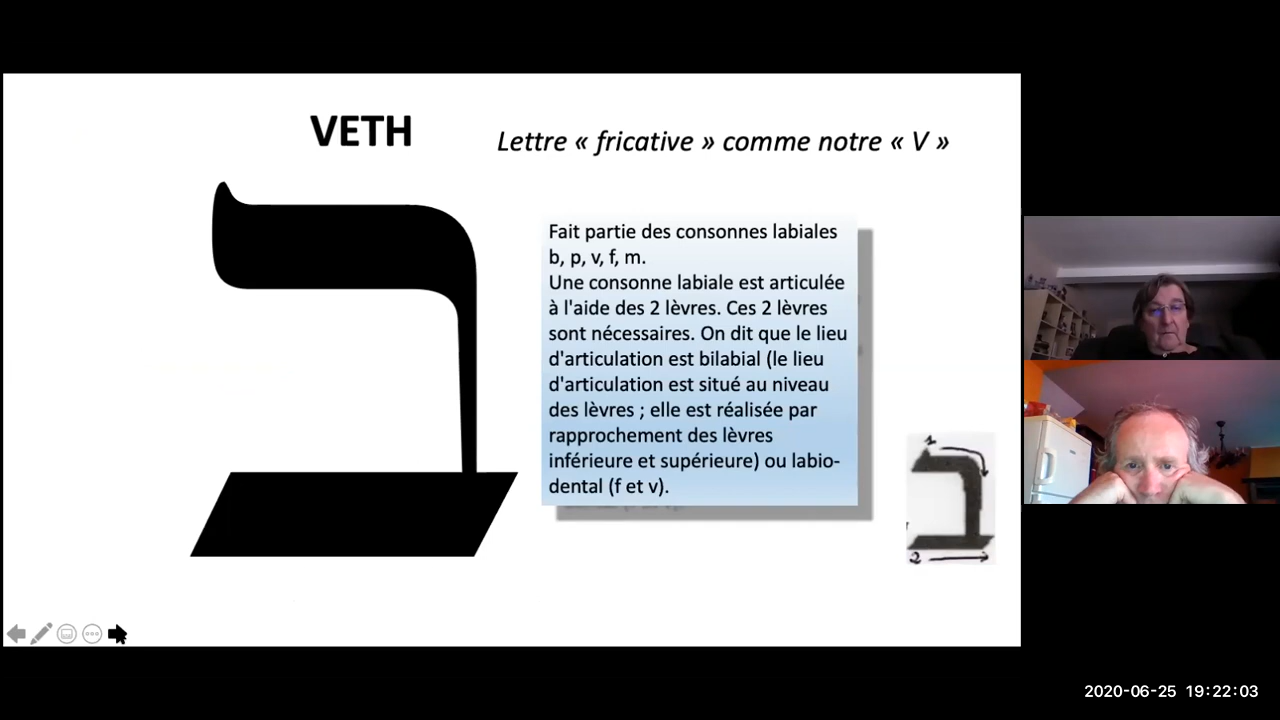 VETH
Lettre « fricative » comme notre « V »
ב
Fait partie des consonnes labiales
b, p, v, f, m.
Une consonne labiale est articulée
à l'aide des 2 lèvres. Ces 2 lèvres
sont nécessaires. On dit que le lieu
d'articulation est bilabial (le lieu
d'articulation est situé au niveau
des lèvres ; elle est réalisée par
rapprochement des lèvres
inférieure et supérieure) ou labio-
dental (f et v).
1
ב
2
2020-06-25 19:22:03